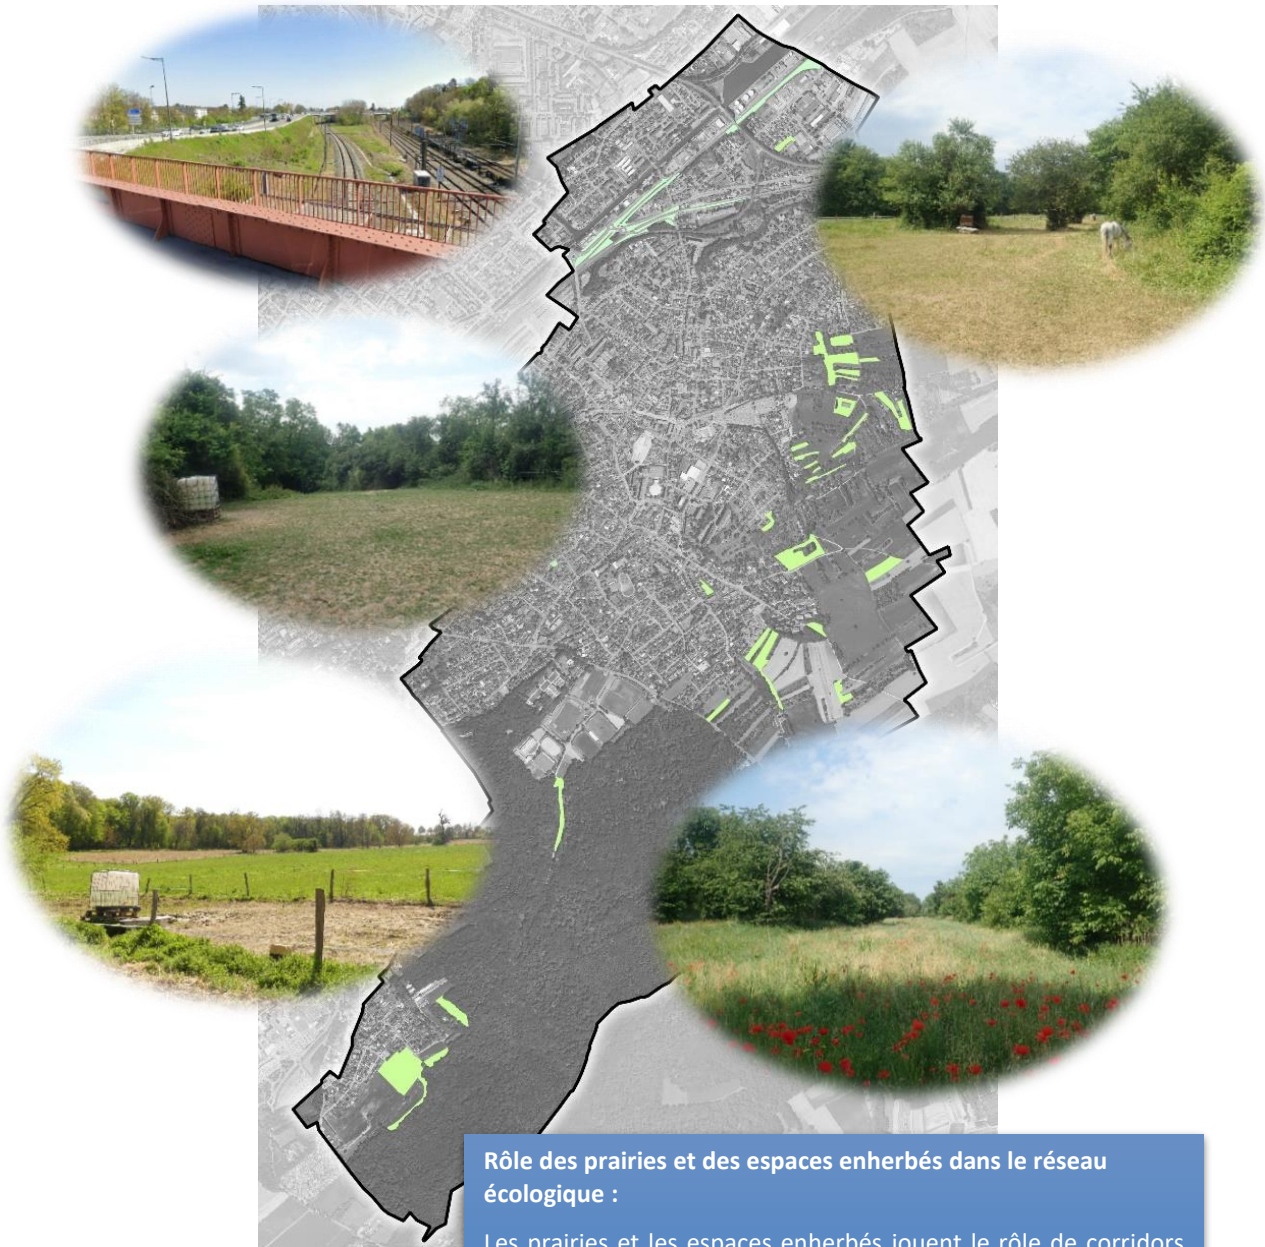 Rôle des prairies et des espaces enherbés dans le réseau
écologique :
Les prairies et les espaces enherbés jouent le rôle de corridors